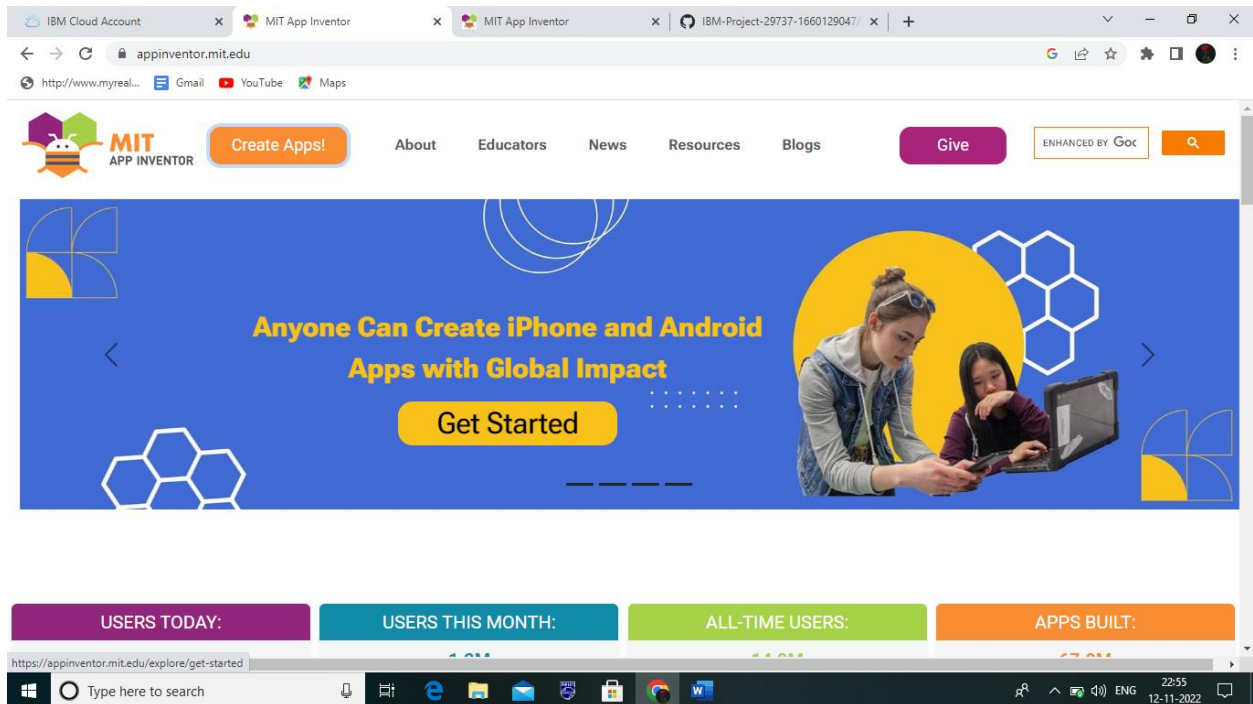 IBM Cloud Account
MIT App Inventor
MIT App Inventor
IBM-Project-29737-1660129047/
appinventor.mit.edu
http://www.myreal... Gmail YouTube Maps
MIT
APP INVENTOR
Create Apps! About Educators News Resources Blogs Give ENHANCED BY
Anyone Can Create iPhone and Android
Apps with Global Impact
Get Started
USERS TODAY: USERS THIS MONTH: ALL-TIME USERS: APPS BUILT:
https://appinventor.mit.edu/explore/get-started
Type here to search
ENG
22:55
12-11-2022